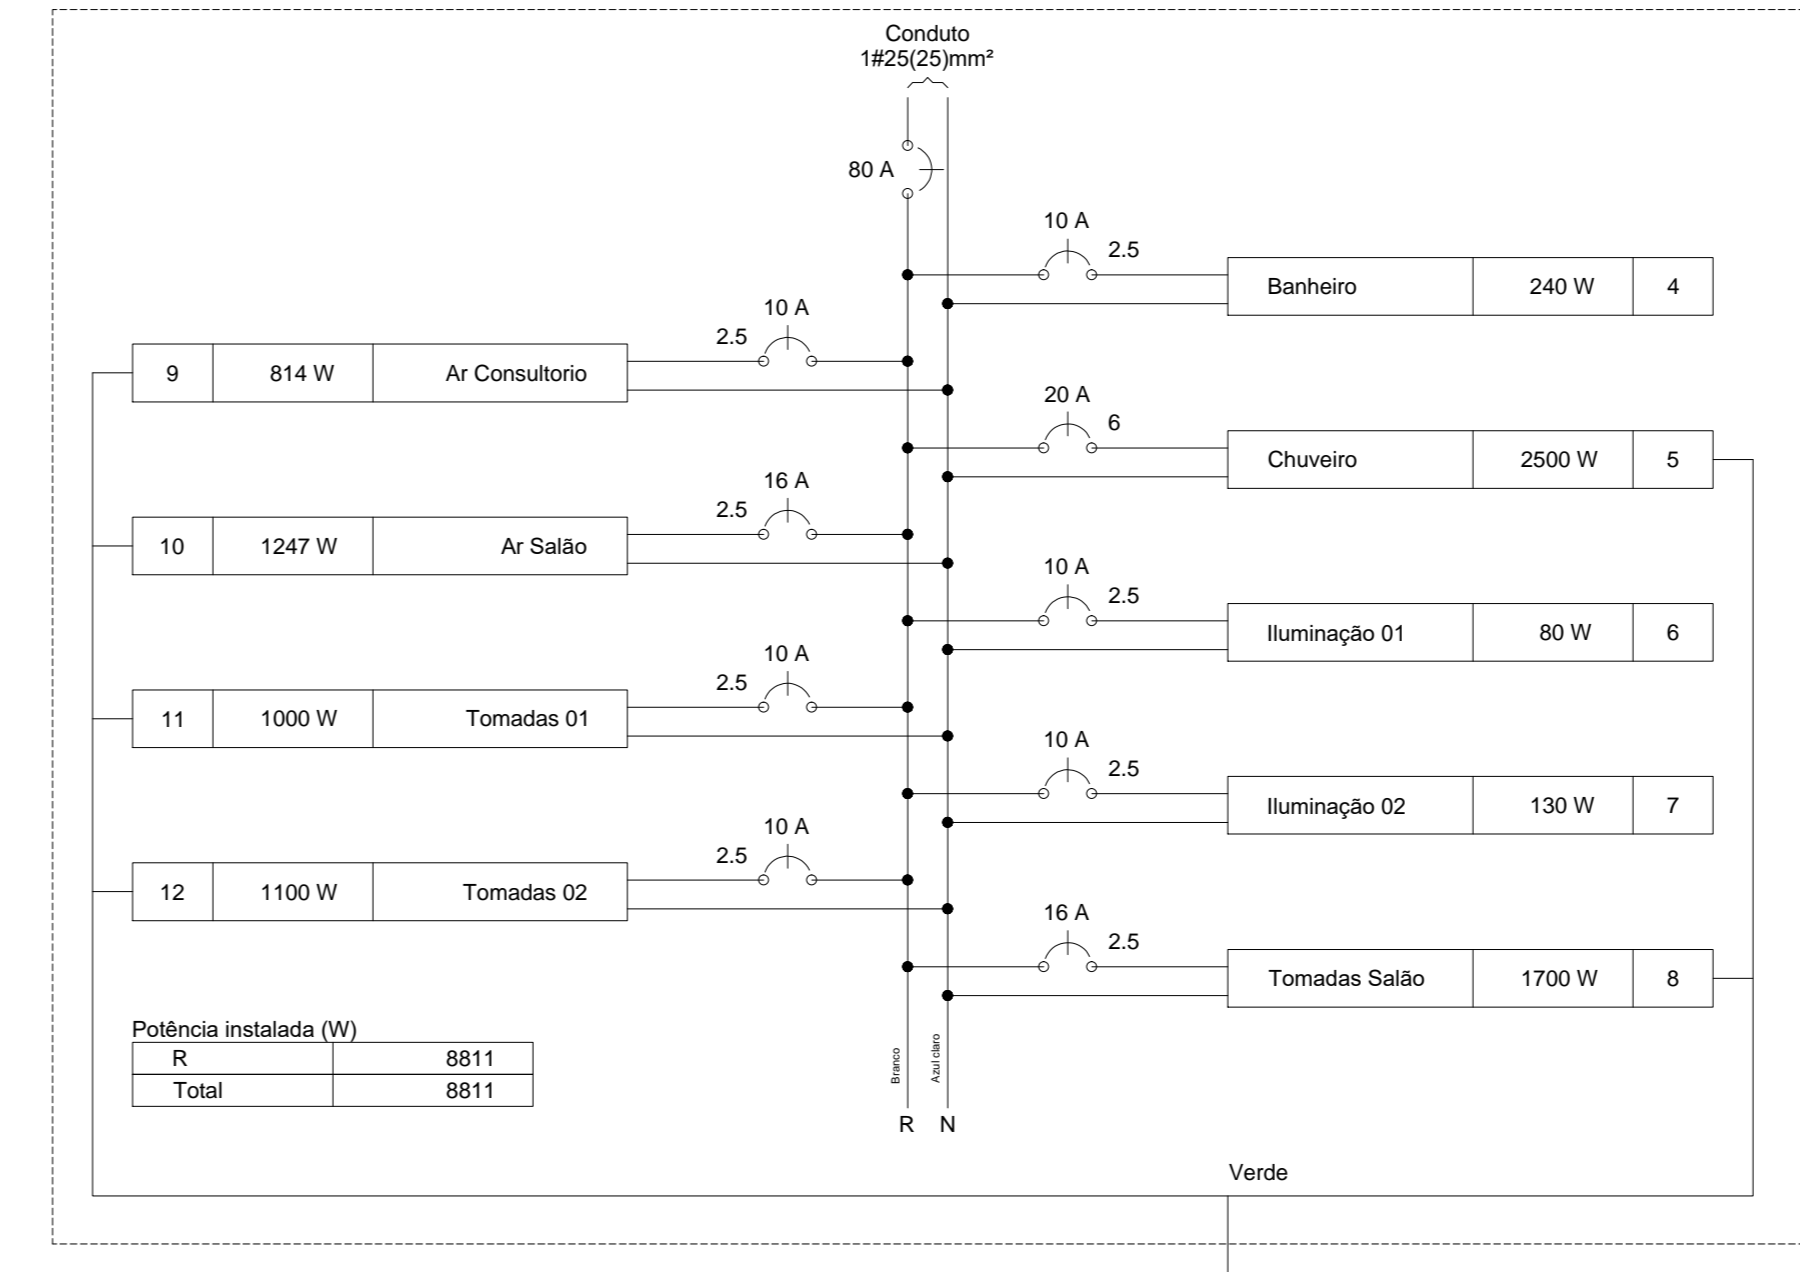 Conduto
1#25(25)mm²
80 A
10 A
2.5
Banheiro 240 W 4
10 A
2.5
9 814 W Ar Consultorio
20 A
6
Chuveiro 2500 W 5
16 A
2.5
10 1247 W Ar Salão
10 A
2.5
Iluminação 01 80 W 6
10 A
2.5
11 1000 W Tomadas 01
10 A
2.5
Iluminação 02 130 W 7
10 A
2.5
12 1100 W Tomadas 02
16 A
2.5
Tomadas Salão 1700 W 8
Potência instalada (W)
R 8811
Total 8811
Branco
Azul claro
R N
Verde